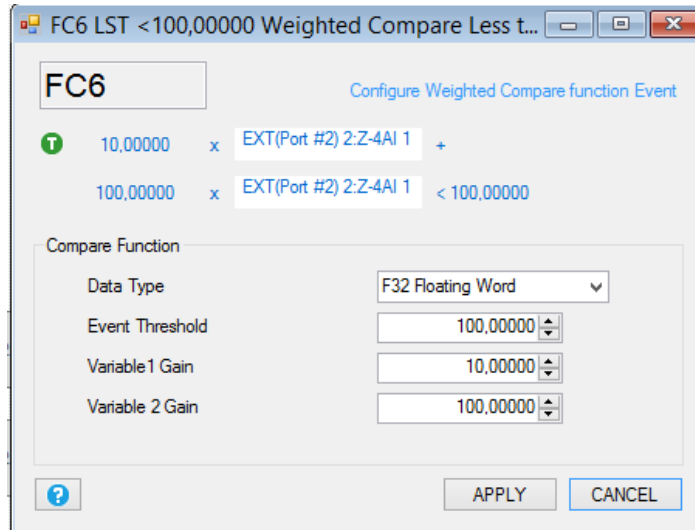 FC6 LST <100,00000 Weighted Compare Less t...
FC6
Configure Weighted Compare function Event
T 10,00000 x EXT(Port #2) 2:Z-4AI 1 +
100,00000 x EXT(Port #2) 2:Z-4AI 1 < 100,00000
Compare Function
Data Type F32 Floating Word
Event Threshold 100,00000
Variable1 Gain 10,00000
Variable 2 Gain 100,00000
? APPLY CANCEL